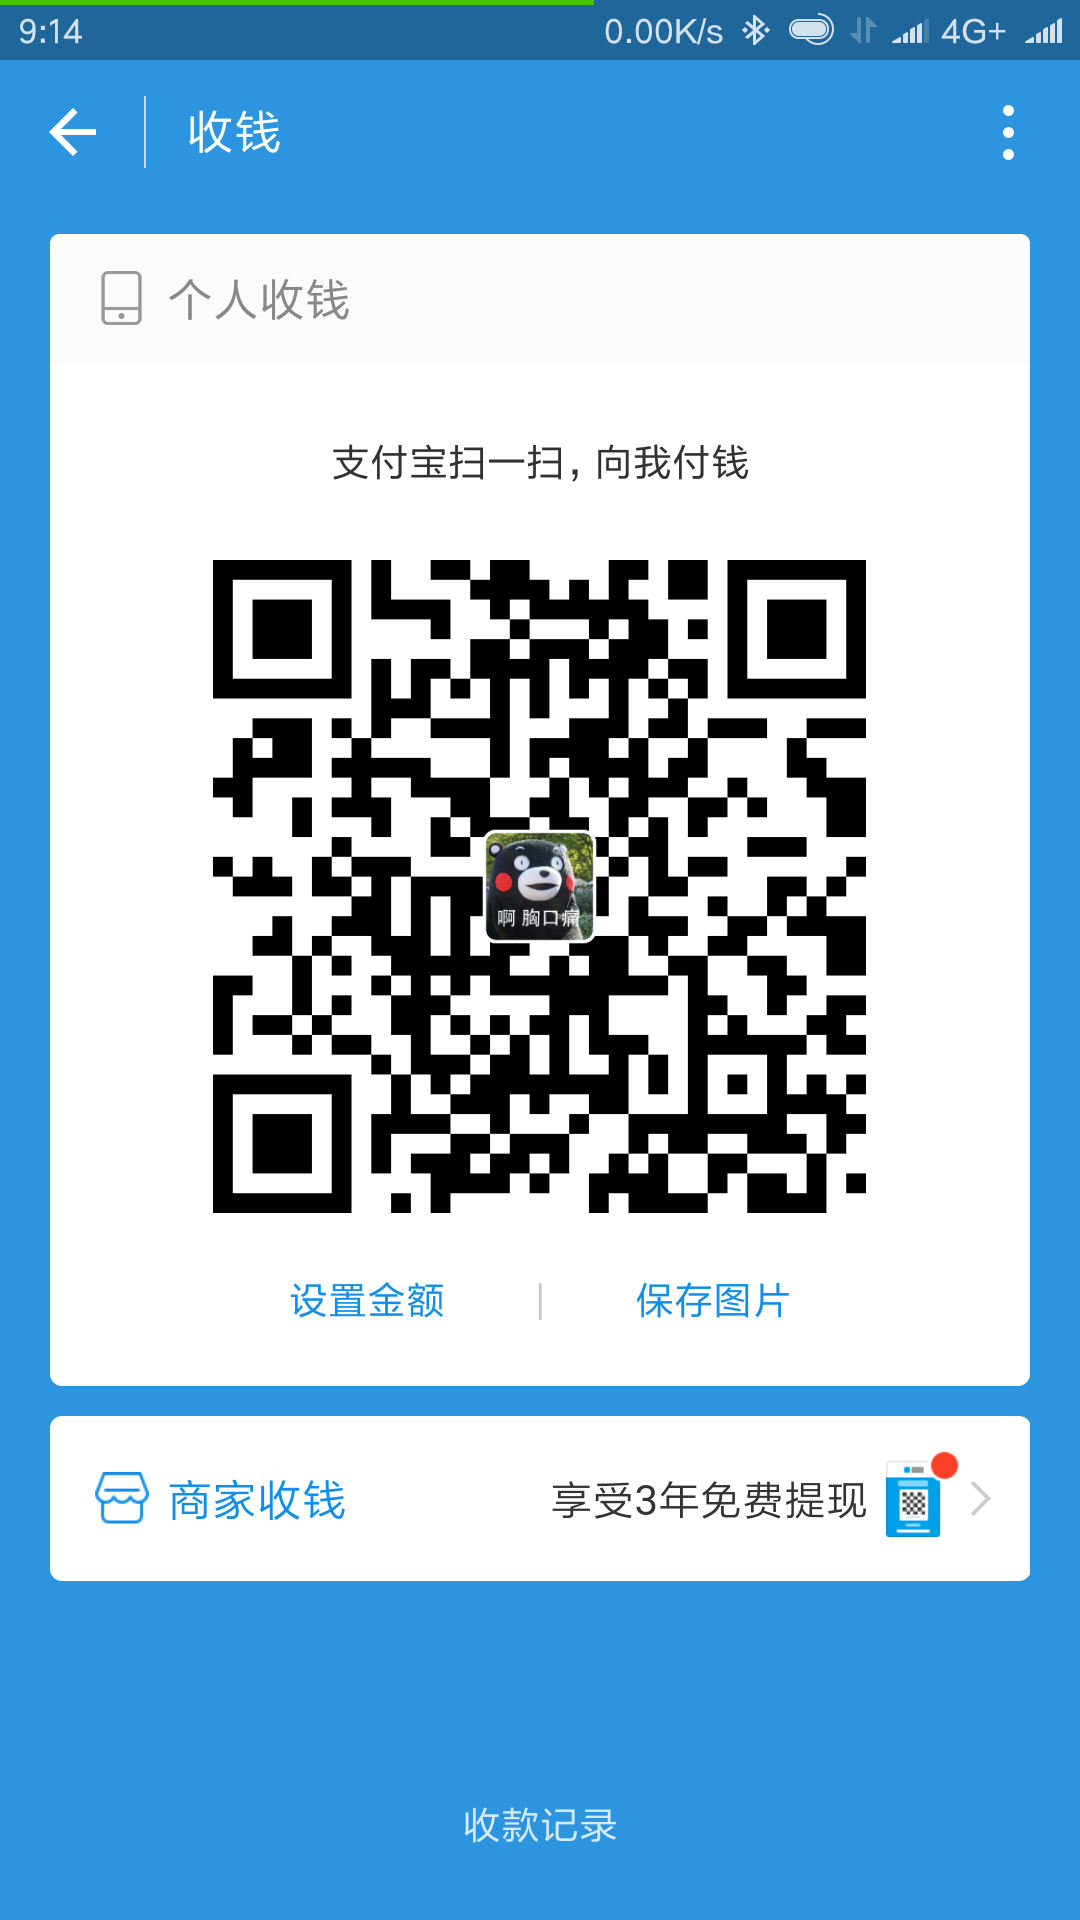 9:14 0.00K/s 4G+
收钱
个人收钱
支付宝扫一扫, 向我付钱
啊 胸口痛
设置金额 | 保存图片
商家收钱 享受3年免费提现
收款记录